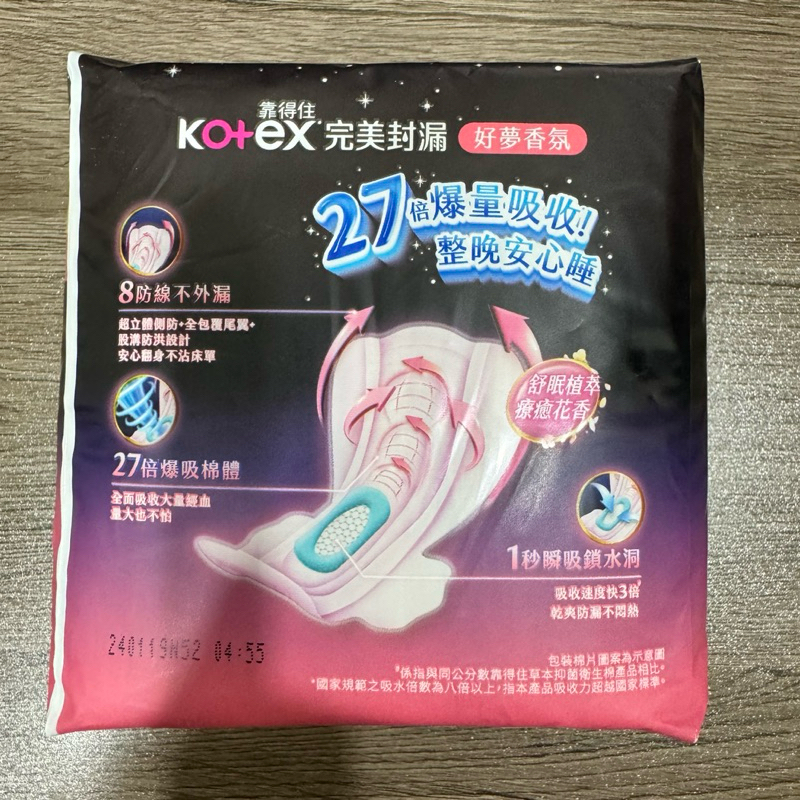 靠得住
Kotex 完美封漏 好夢香氛
27倍爆量吸收!
整晚安心睡
8防線不外漏
超立體側防+全包覆尾翼+
股溝防洪設計
安心翻身不沾床單
舒眠植萃
療癒花香
27倍爆吸棉體
全面吸收大量經血
量大也不怕
1秒瞬吸鎖水洞
吸收速度快3倍*
乾爽防漏不悶熱
240119N52 04:55
包裝棉片圖案為示意圖
*係指與同公分數靠得住草本抑菌衛生棉產品相比。
*國家規範之吸水倍數為八倍以上,指本產品吸收力超越國家標準。